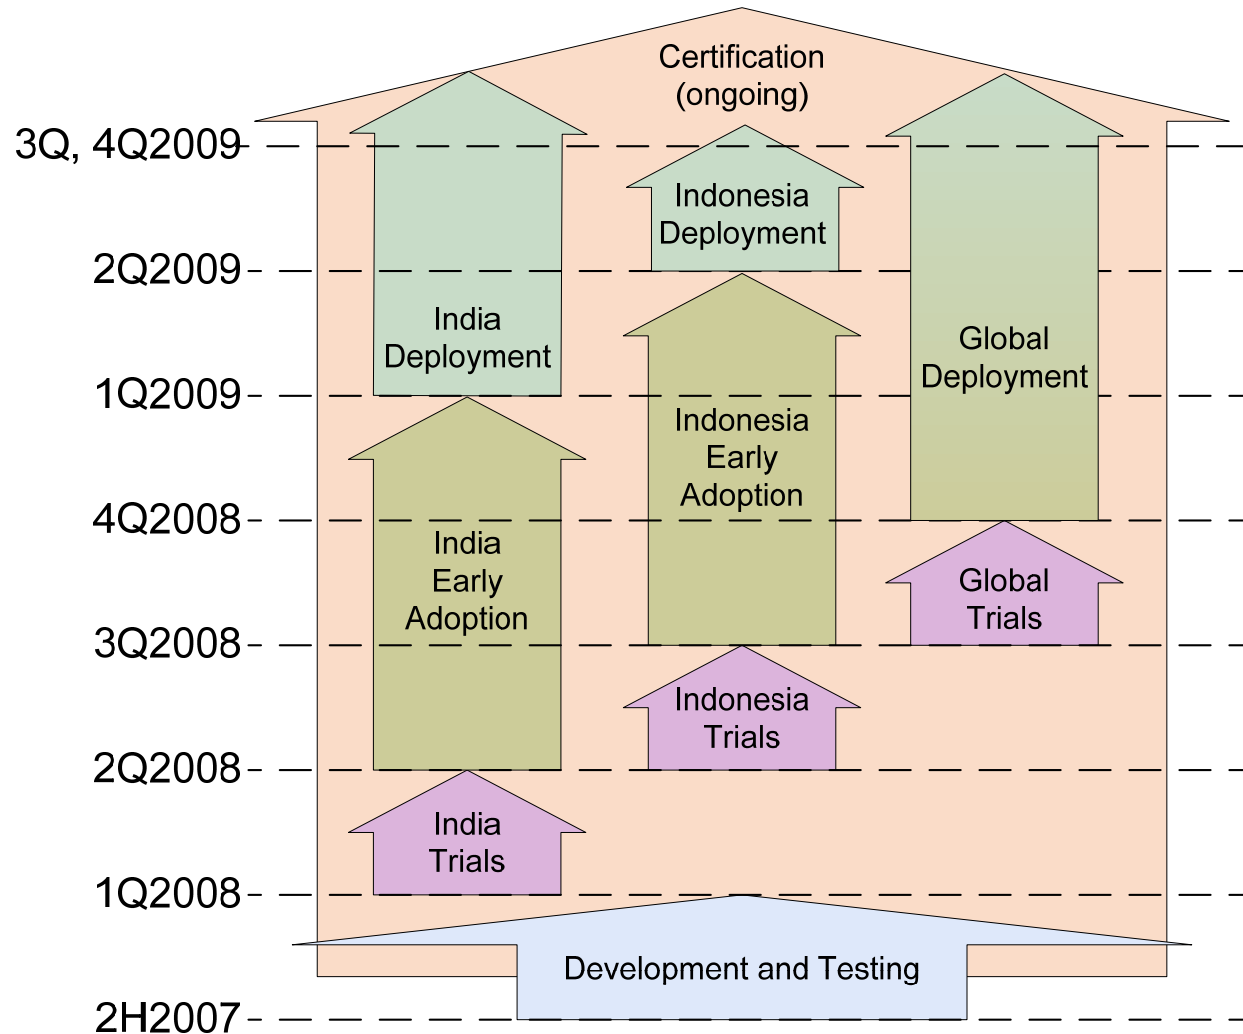 Certification
(ongoing)
3Q, 4Q2009
Indonesia
Deployment
2Q2009
India
Deployment
Global
Deployment
1Q2009
Indonesia
Early
Adoption
4Q2008
India
Early
Adoption
Global
Trials
3Q2008
Indonesia
Trials
2Q2008
India
Trials
1Q2008
Development and Testing
2H2007